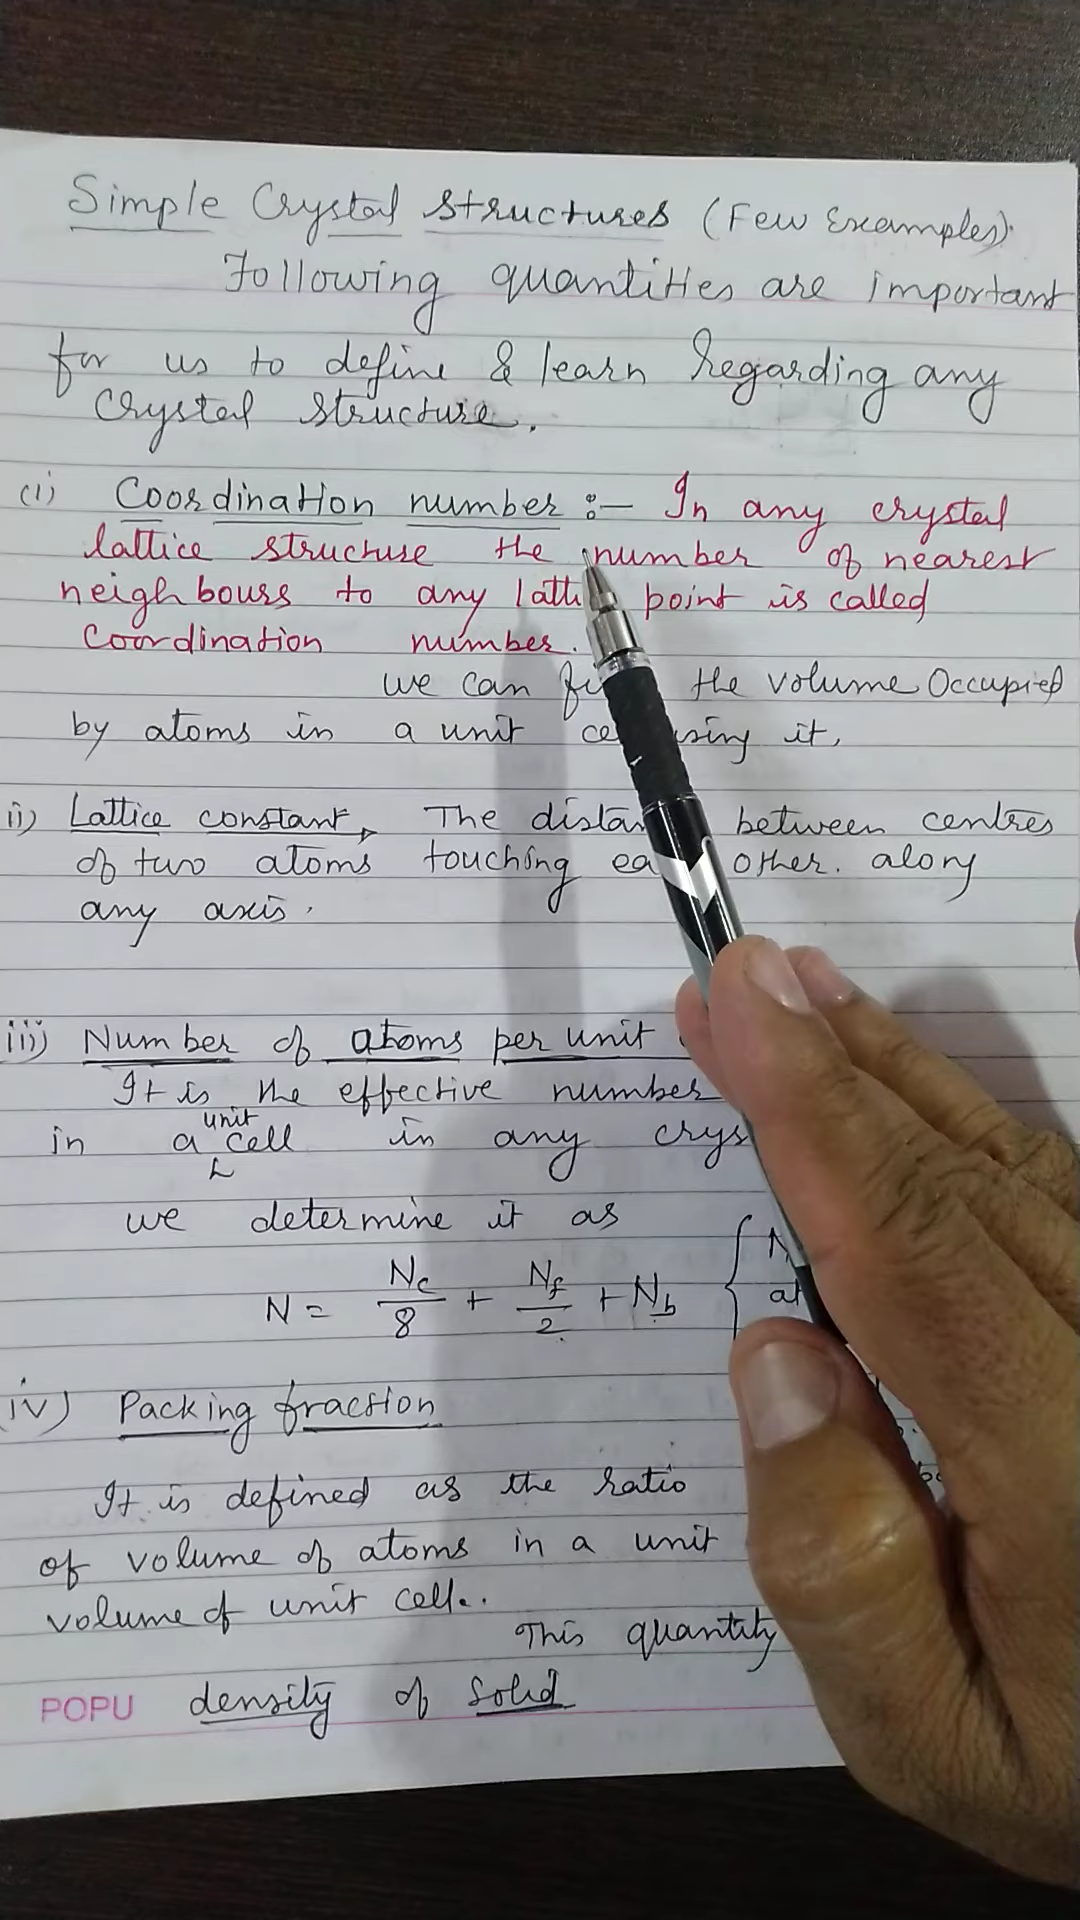 Simple Crystal Structures (Few Examples).
Following quantities are important
for us to define & learn Regarding any
Crystal Structure.
(i) Coordination number :- In any crystal
lattice structure the number of nearest
neighbours to any point is called
Coordination number.
we can the volume Occupied
by atoms in a unit it,
ii) Lattice constant, The between centres
of two atoms touching other. along
any axis.
iii) Number of atoms per unit
It is the effective number
unit
in a cell in any
we determine it as
N = Nc/8 + Nf/2 + Nb {
iv) Packing fraction
It is defined as the ratio
of volume of atoms in a unit
volume of unit cell..
This quantity
POPU density of Solid